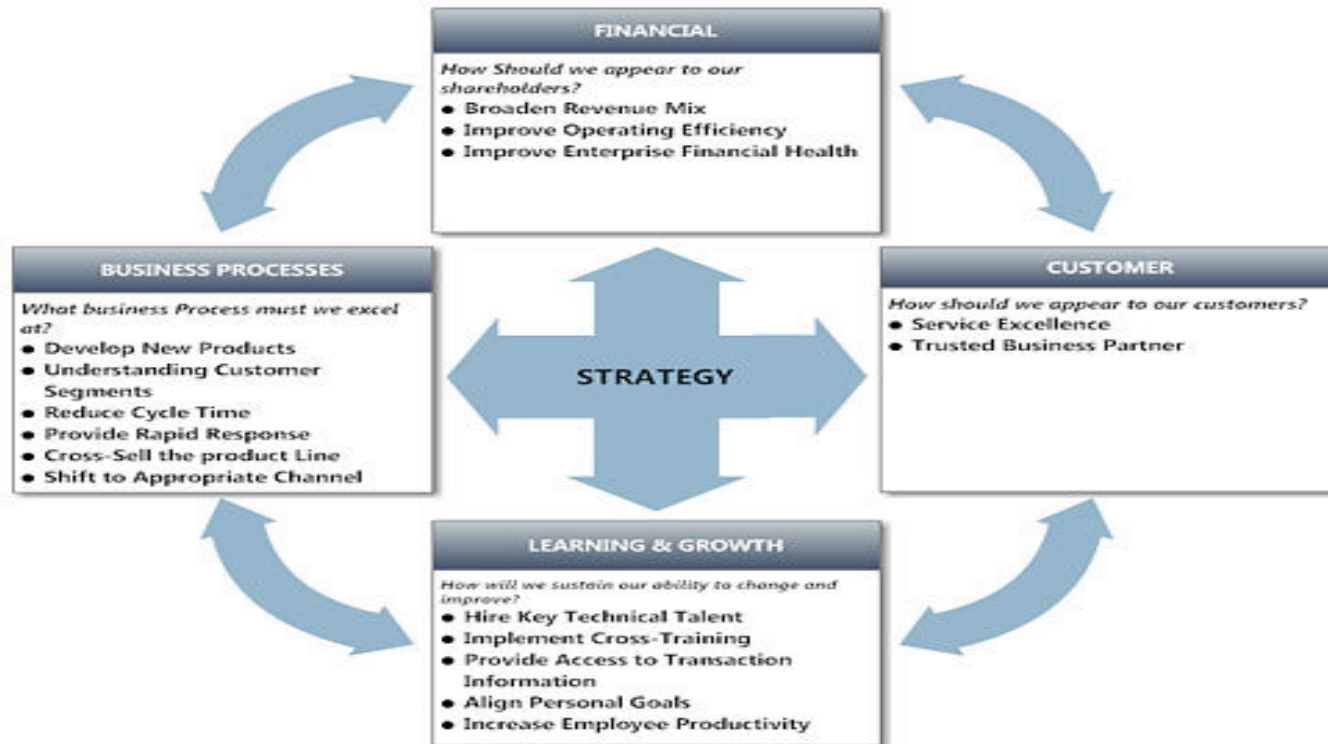 FINANCIAL
How Should we appear to our
shareholders?
● Broaden Revenue Mix
● Improve Operating Efficiency
● Improve Enterprise Financial Health
BUSINESS PROCESSES
What business Process must we excel
at?
● Develop New Products
● Understanding Customer
Segments
● Reduce Cycle Time
● Provide Rapid Response
● Cross-Sell the product Line
● Shift to Appropriate Channel
STRATEGY
CUSTOMER
How should we appear to our customers?
● Service Excellence
● Trusted Business Partner
LEARNING & GROWTH
How will we sustain our ability to change and
improve?
● Hire Key Technical Talent
● Implement Cross-Training
● Provide Access to Transaction
Information
● Align Personal Goals
● Increase Employee Productivity